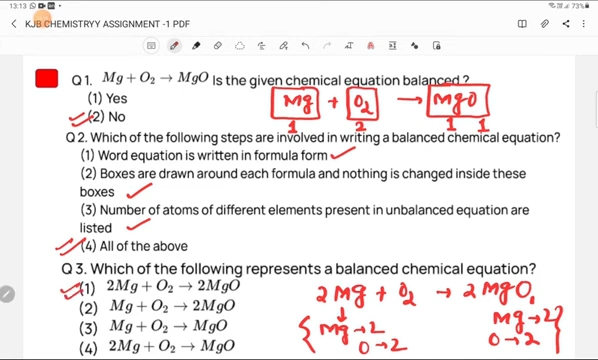 13:13
73%
KJB CHEMISTRYY ASSIGNMENT -1 PDF
Q 1. Mg + O₂ → MgO Is the given chemical equation balanced ?
(1) Yes
(2) No
Mg + O₂ → MgO
1 2 1 1
Q 2. Which of the following steps are involved in writing a balanced chemical equation?
(1) Word equation is written in formula form
(2) Boxes are drawn around each formula and nothing is changed inside these
boxes
(3) Number of atoms of different elements present in unbalanced equation are
listed
(4) All of the above
Q 3. Which of the following represents a balanced chemical equation?
(1) 2Mg + O₂ → 2MgO
(2) Mg + O₂ → 2MgO
(3) Mg + O₂ → MgO
(4) 2Mg + O₂ → MgO
2Mg + O₂ → 2MgO
Mg→2 Mg→2
O→2 O→2